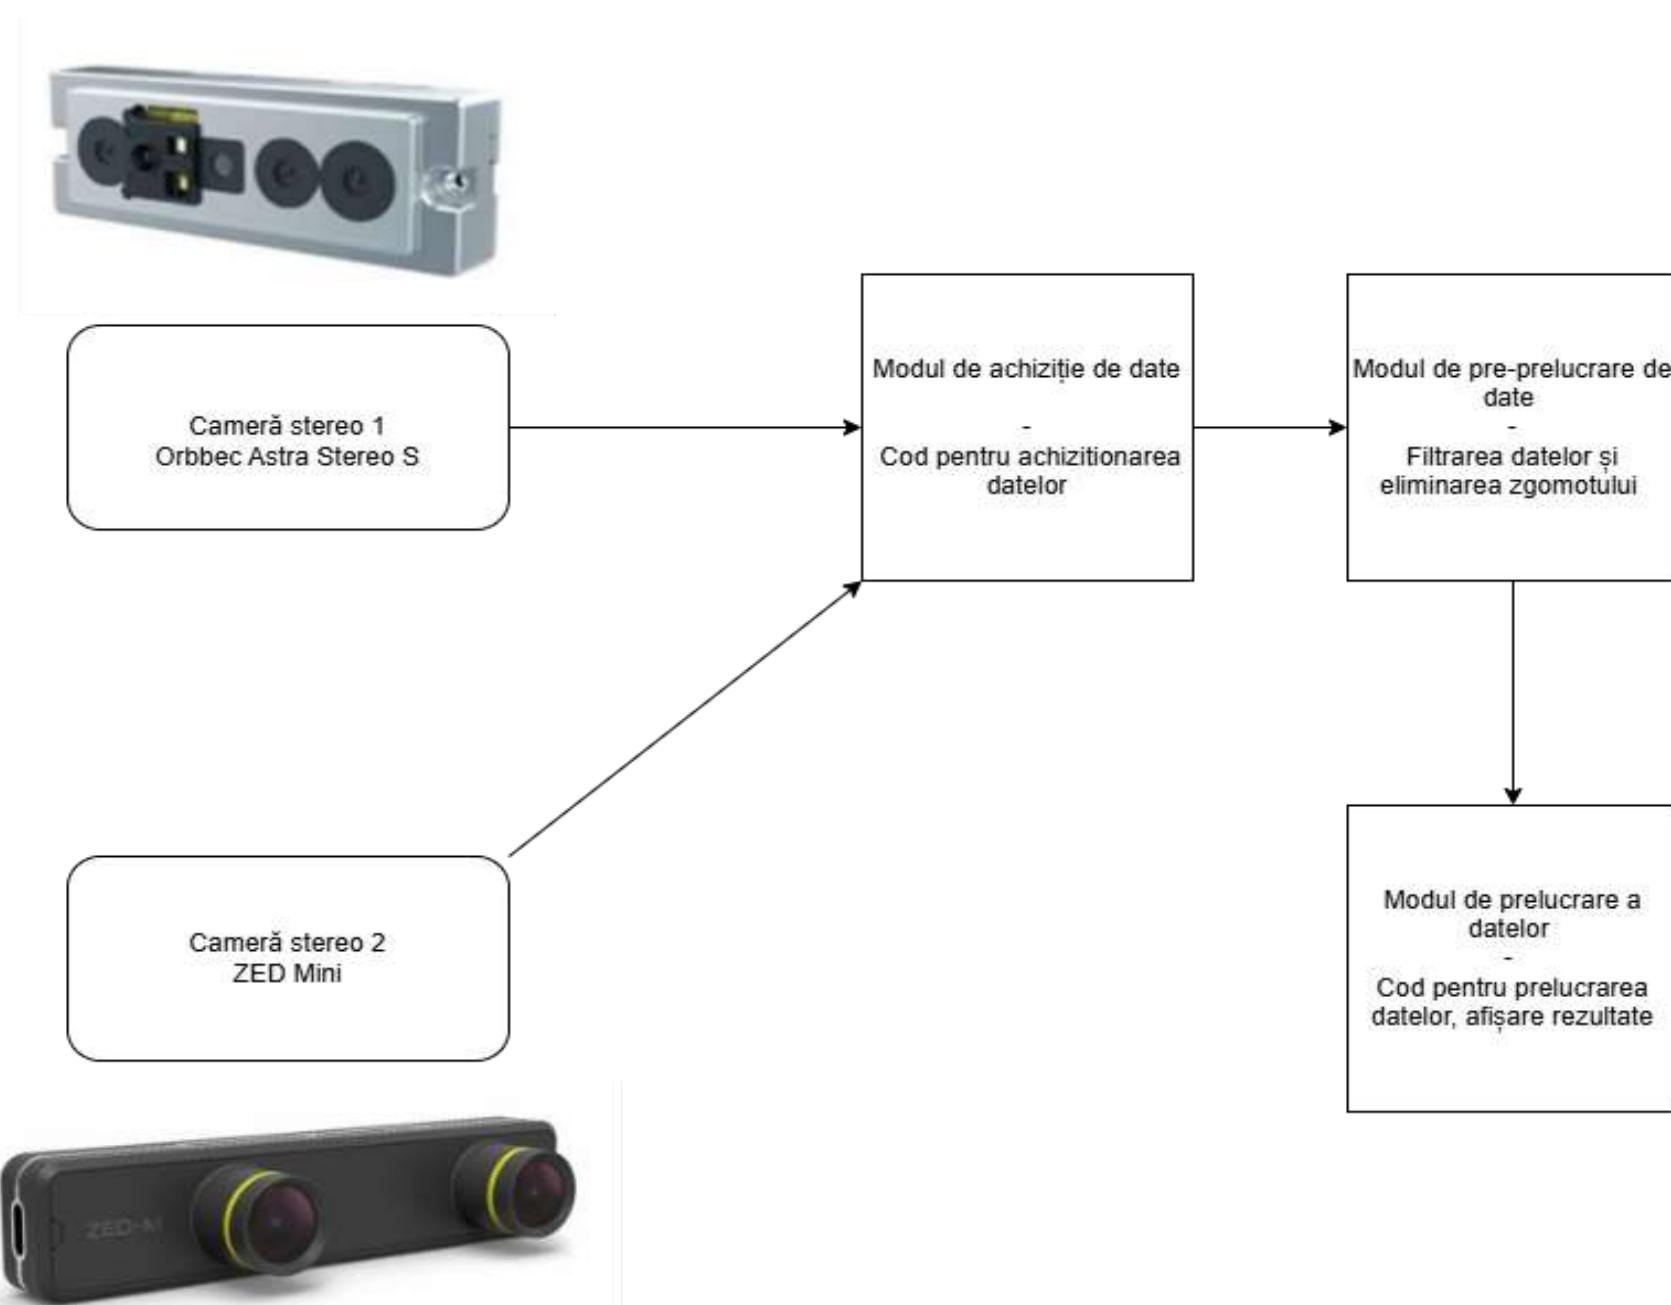 Cameră stereo 1
Orbbec Astra Stereo S
Modul de achiziție de date
-
Cod pentru achizitionarea
datelor
Modul de pre-prelucrare de
date
-
Filtrarea datelor și
eliminarea zgomotului
Cameră stereo 2
ZED Mini
Modul de prelucrare a
datelor
-
Cod pentru prelucrarea
datelor, afișare rezultate
ZED-M